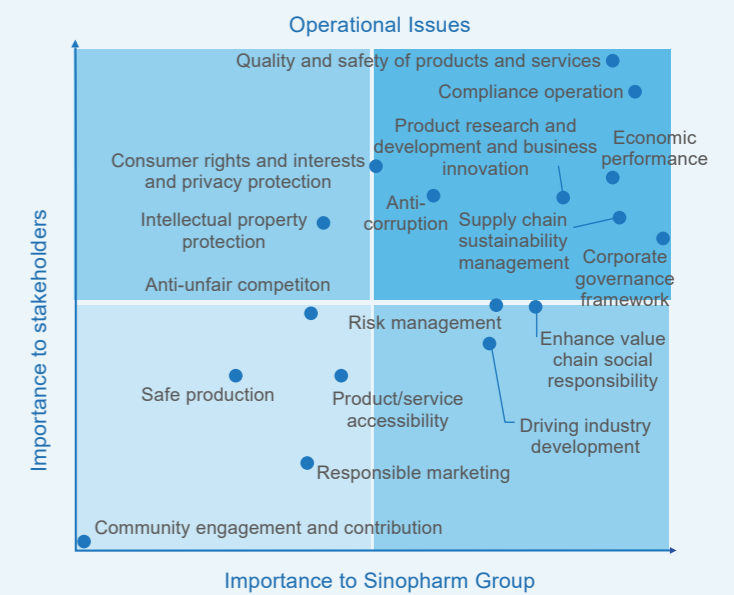 Operational Issues
Quality and safety of products and services
Compliance operation
Product research and
development and business
innovation
Economic
performance
Consumer rights and interests
and privacy protection
Anti-
corruption
Intellectual property
protection
Supply chain
sustainability
management
Corporate
governance
framework
Anti-unfair competiton
Risk management
Enhance value
chain social
responsibility
Safe production
Product/service
accessibility
Driving industry
development
Responsible marketing
Community engagement and contribution
Importance to stakeholders
Importance to Sinopharm Group